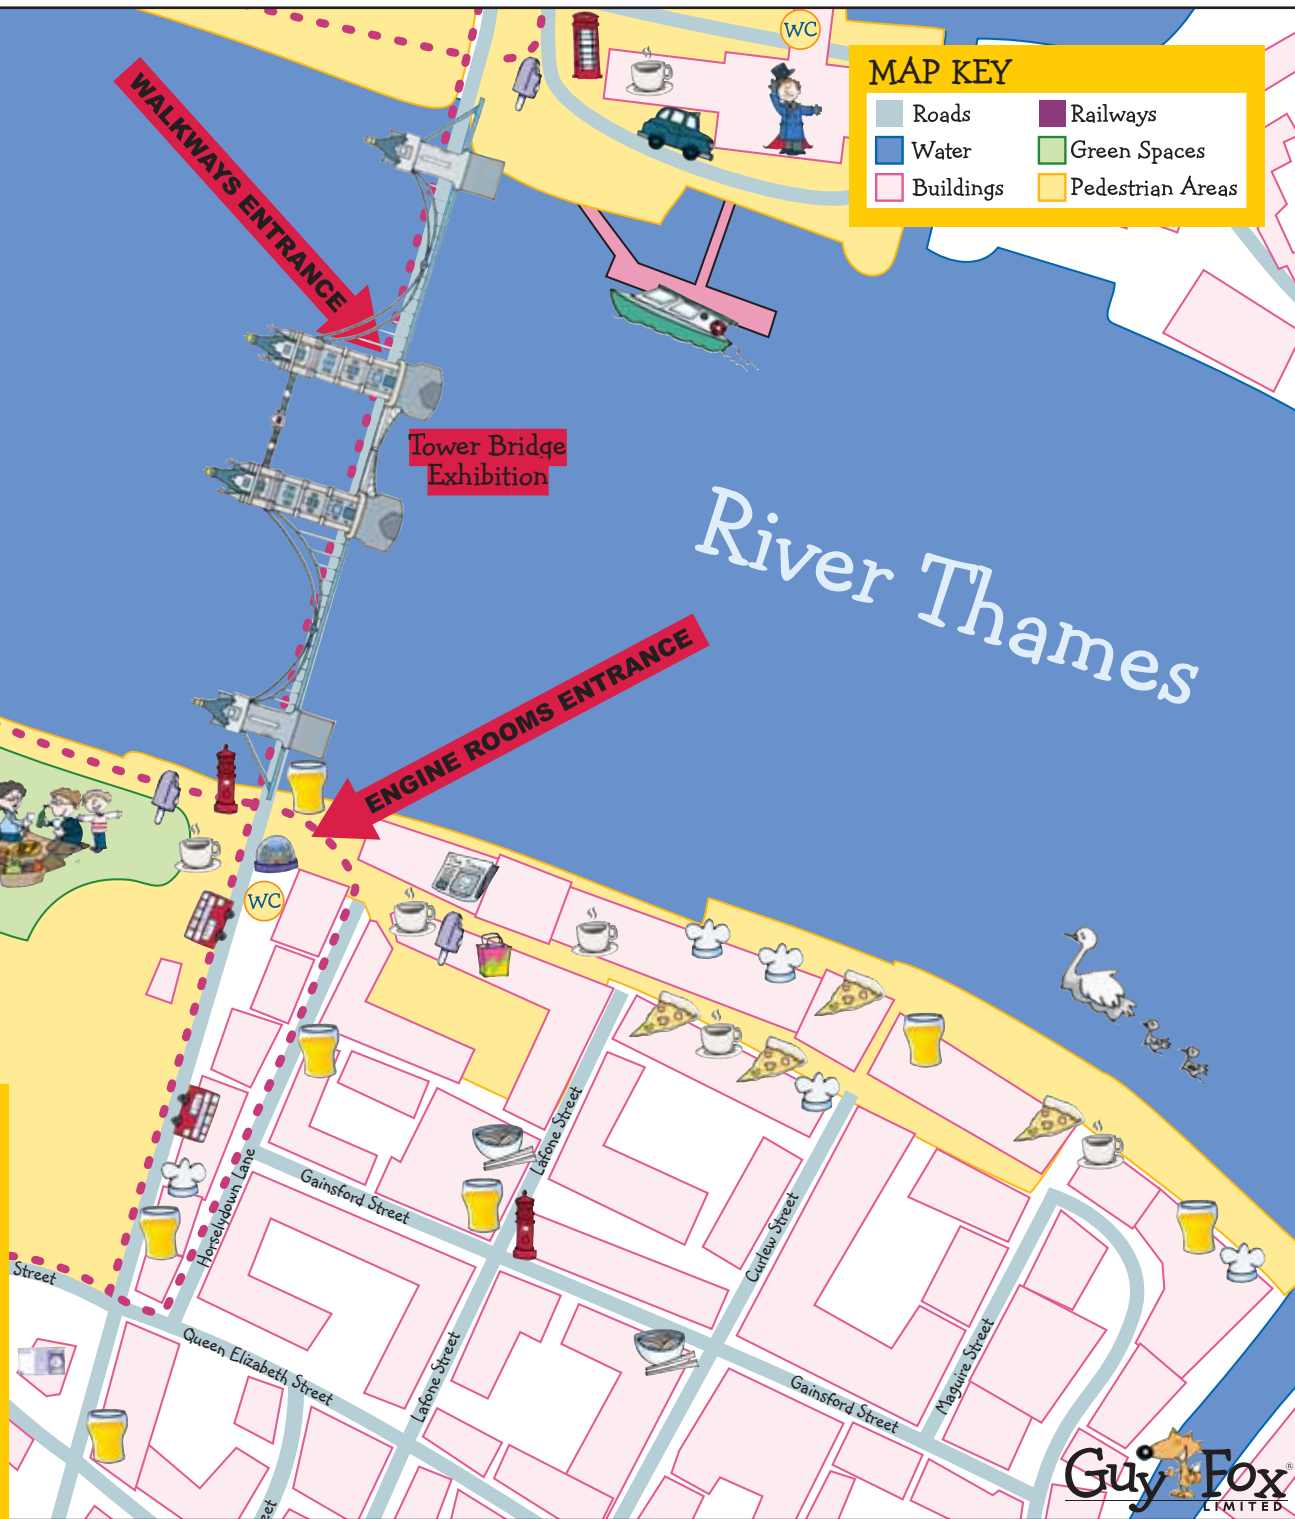 WC
MAP KEY
Roads
Railways
Water
Green Spaces
Buildings
Pedestrian Areas
WALKWAYS ENTRANCE
Tower Bridge
Exhibition
River Thames
ENGINE ROOMS ENTRANCE
WC
Lafone Street
Horselydown Lane
Gainsford Street
Curlew Street
Street
Queen Elizabeth Street
Lafone Street
Maguire Street
Gainsford Street
eet
Guy Fox®
LIMITED